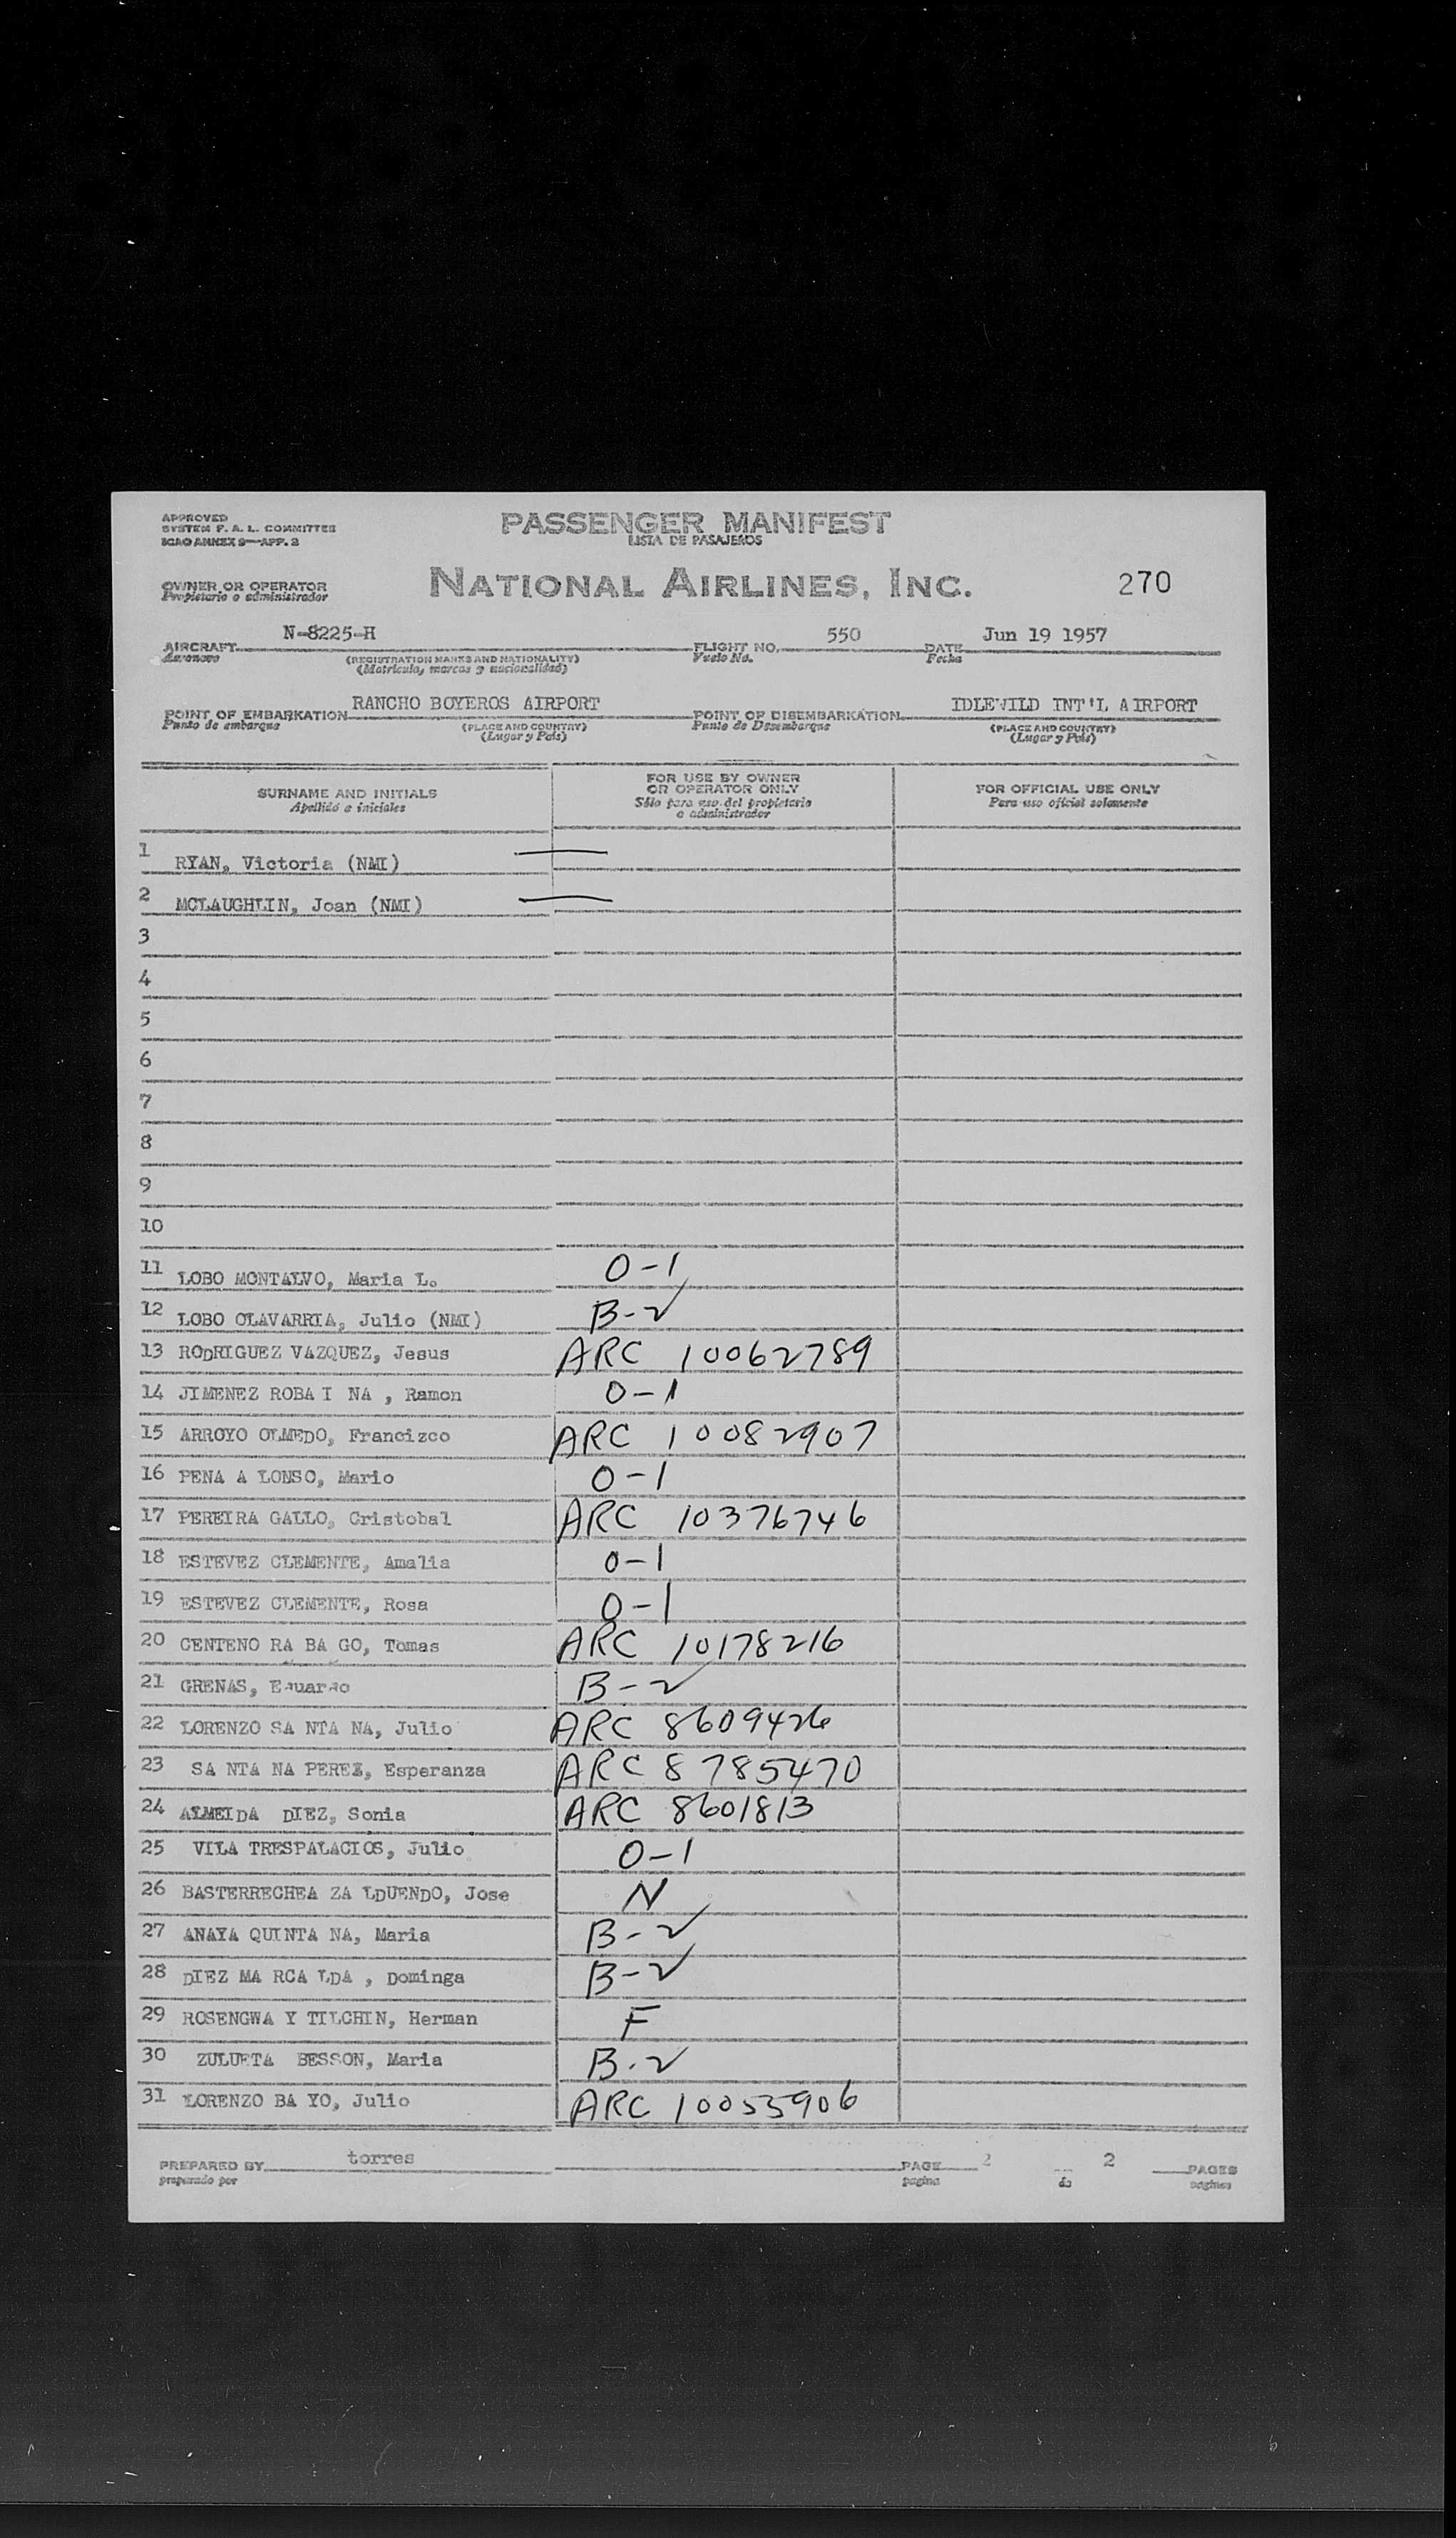 APPROVED
SYSTEM F. A. L. COMMITTEE
ICAO ANNEX 9—APP. 2
PASSENGER MANIFEST
LISTA DE PASAJEROS
OWNER OR OPERATOR
Propietario o administrador
NATIONAL AIRLINES, INC.
270
AIRCRAFT N-8225-H FLIGHT NO. 550 DATE Jun 19 1957
Aeronave (REGISTRATION MARKS AND NATIONALITY) Vuelo No. Fecha
(Matricula, marcas y nacionalidad)
POINT OF EMBARKATION RANCHO BOYEROS AIRPORT POINT OF DISEMBARKATION IDLEWILD INT'L AIRPORT
Punto de embarque (PLACE AND COUNTRY) Punto de Desembarque (PLACE AND COUNTRY)
(Lugar y País) (Lugar y País)
SURNAME AND INITIALS
Apellido e iniciales
FOR USE BY OWNER
OR OPERATOR ONLY
Sólo para uso del propietario
o administrador
FOR OFFICIAL USE ONLY
Para uso oficial solamente
1 RYAN, Victoria (NMI) —
2 MCLAUGHLIN, Joan (NMI) —
3
4
5
6
7
8
9
10
11 LOBO MONTALVO, Maria L. O-1
12 LOBO OLAVARRIA, Julio (NMI) B-2
13 RODRIGUEZ VAZQUEZ, Jesus ARC 10062789
14 JIMENEZ ROBA I NA , Ramon O-1
15 ARROYO OLMEDO, Francizco ARC 10082907
16 PENA A LONSO, Mario O-1
17 PEREIRA GALLO, Cristobal ARC 10376746
18 ESTEVEZ CLEMENTE, Amalia O-1
19 ESTEVEZ CLEMENTE, Rosa O-1
20 CENTENO RA BA GO, Tomas ARC 10178216
21 GRENAS, Eduardo B-2
22 LORENZO SA NTA NA, Julio ARC 8609426
23 SA NTA NA PEREZ, Esperanza ARC 8785470
24 ALMEIDA DIEZ, Sonia ARC 8601813
25 VILA TRESPALACIOS, Julio O-1
26 BASTERRECHEA ZA LDUENDO, Jose N
27 ANAYA QUINTA NA, Maria B-2
28 DIEZ MA RCA LDA , Dominga B-2
29 ROSENGWA Y TILCHIN, Herman F
30 ZULUETA BESSON, Maria B-2
31 LORENZO BA YO, Julio ARC 10053906
PREPARED BY torres PAGE 2 2 PAGES
preparado por pagina de paginas